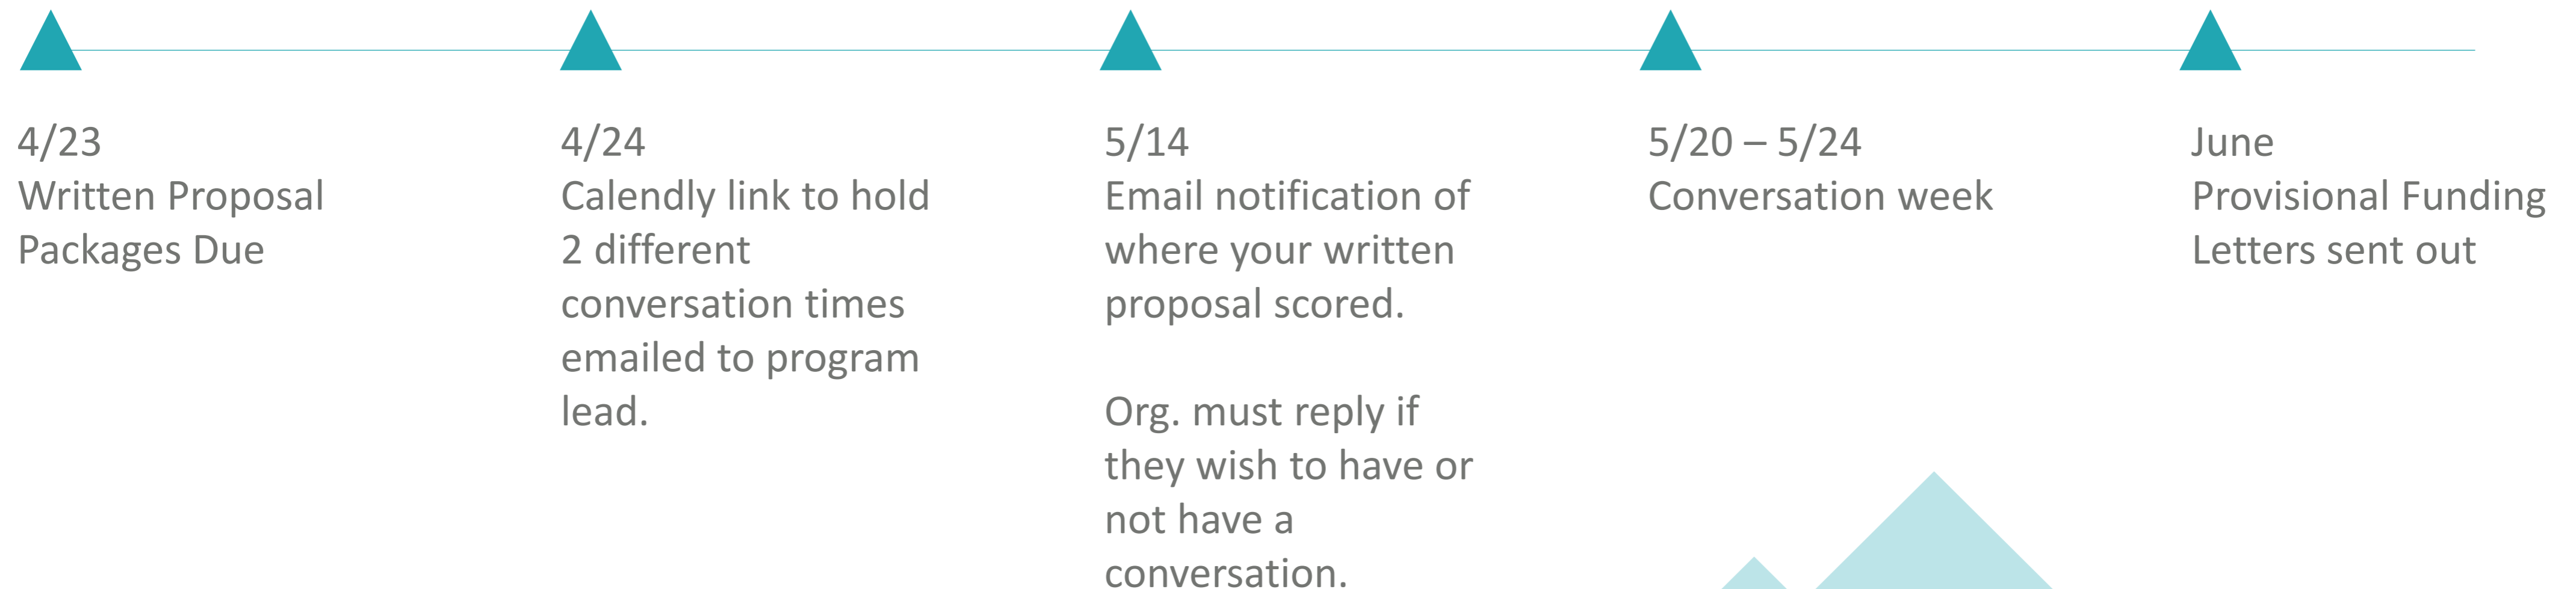 4/23
Written Proposal
Packages Due
4/24
Calendly link to hold
2 different
conversation times
emailed to program
lead.
5/14
Email notification of
where your written
proposal scored.
Org. must reply if
they wish to have or
not have a
conversation.
5/20 – 5/24
Conversation week
June
Provisional Funding
Letters sent out